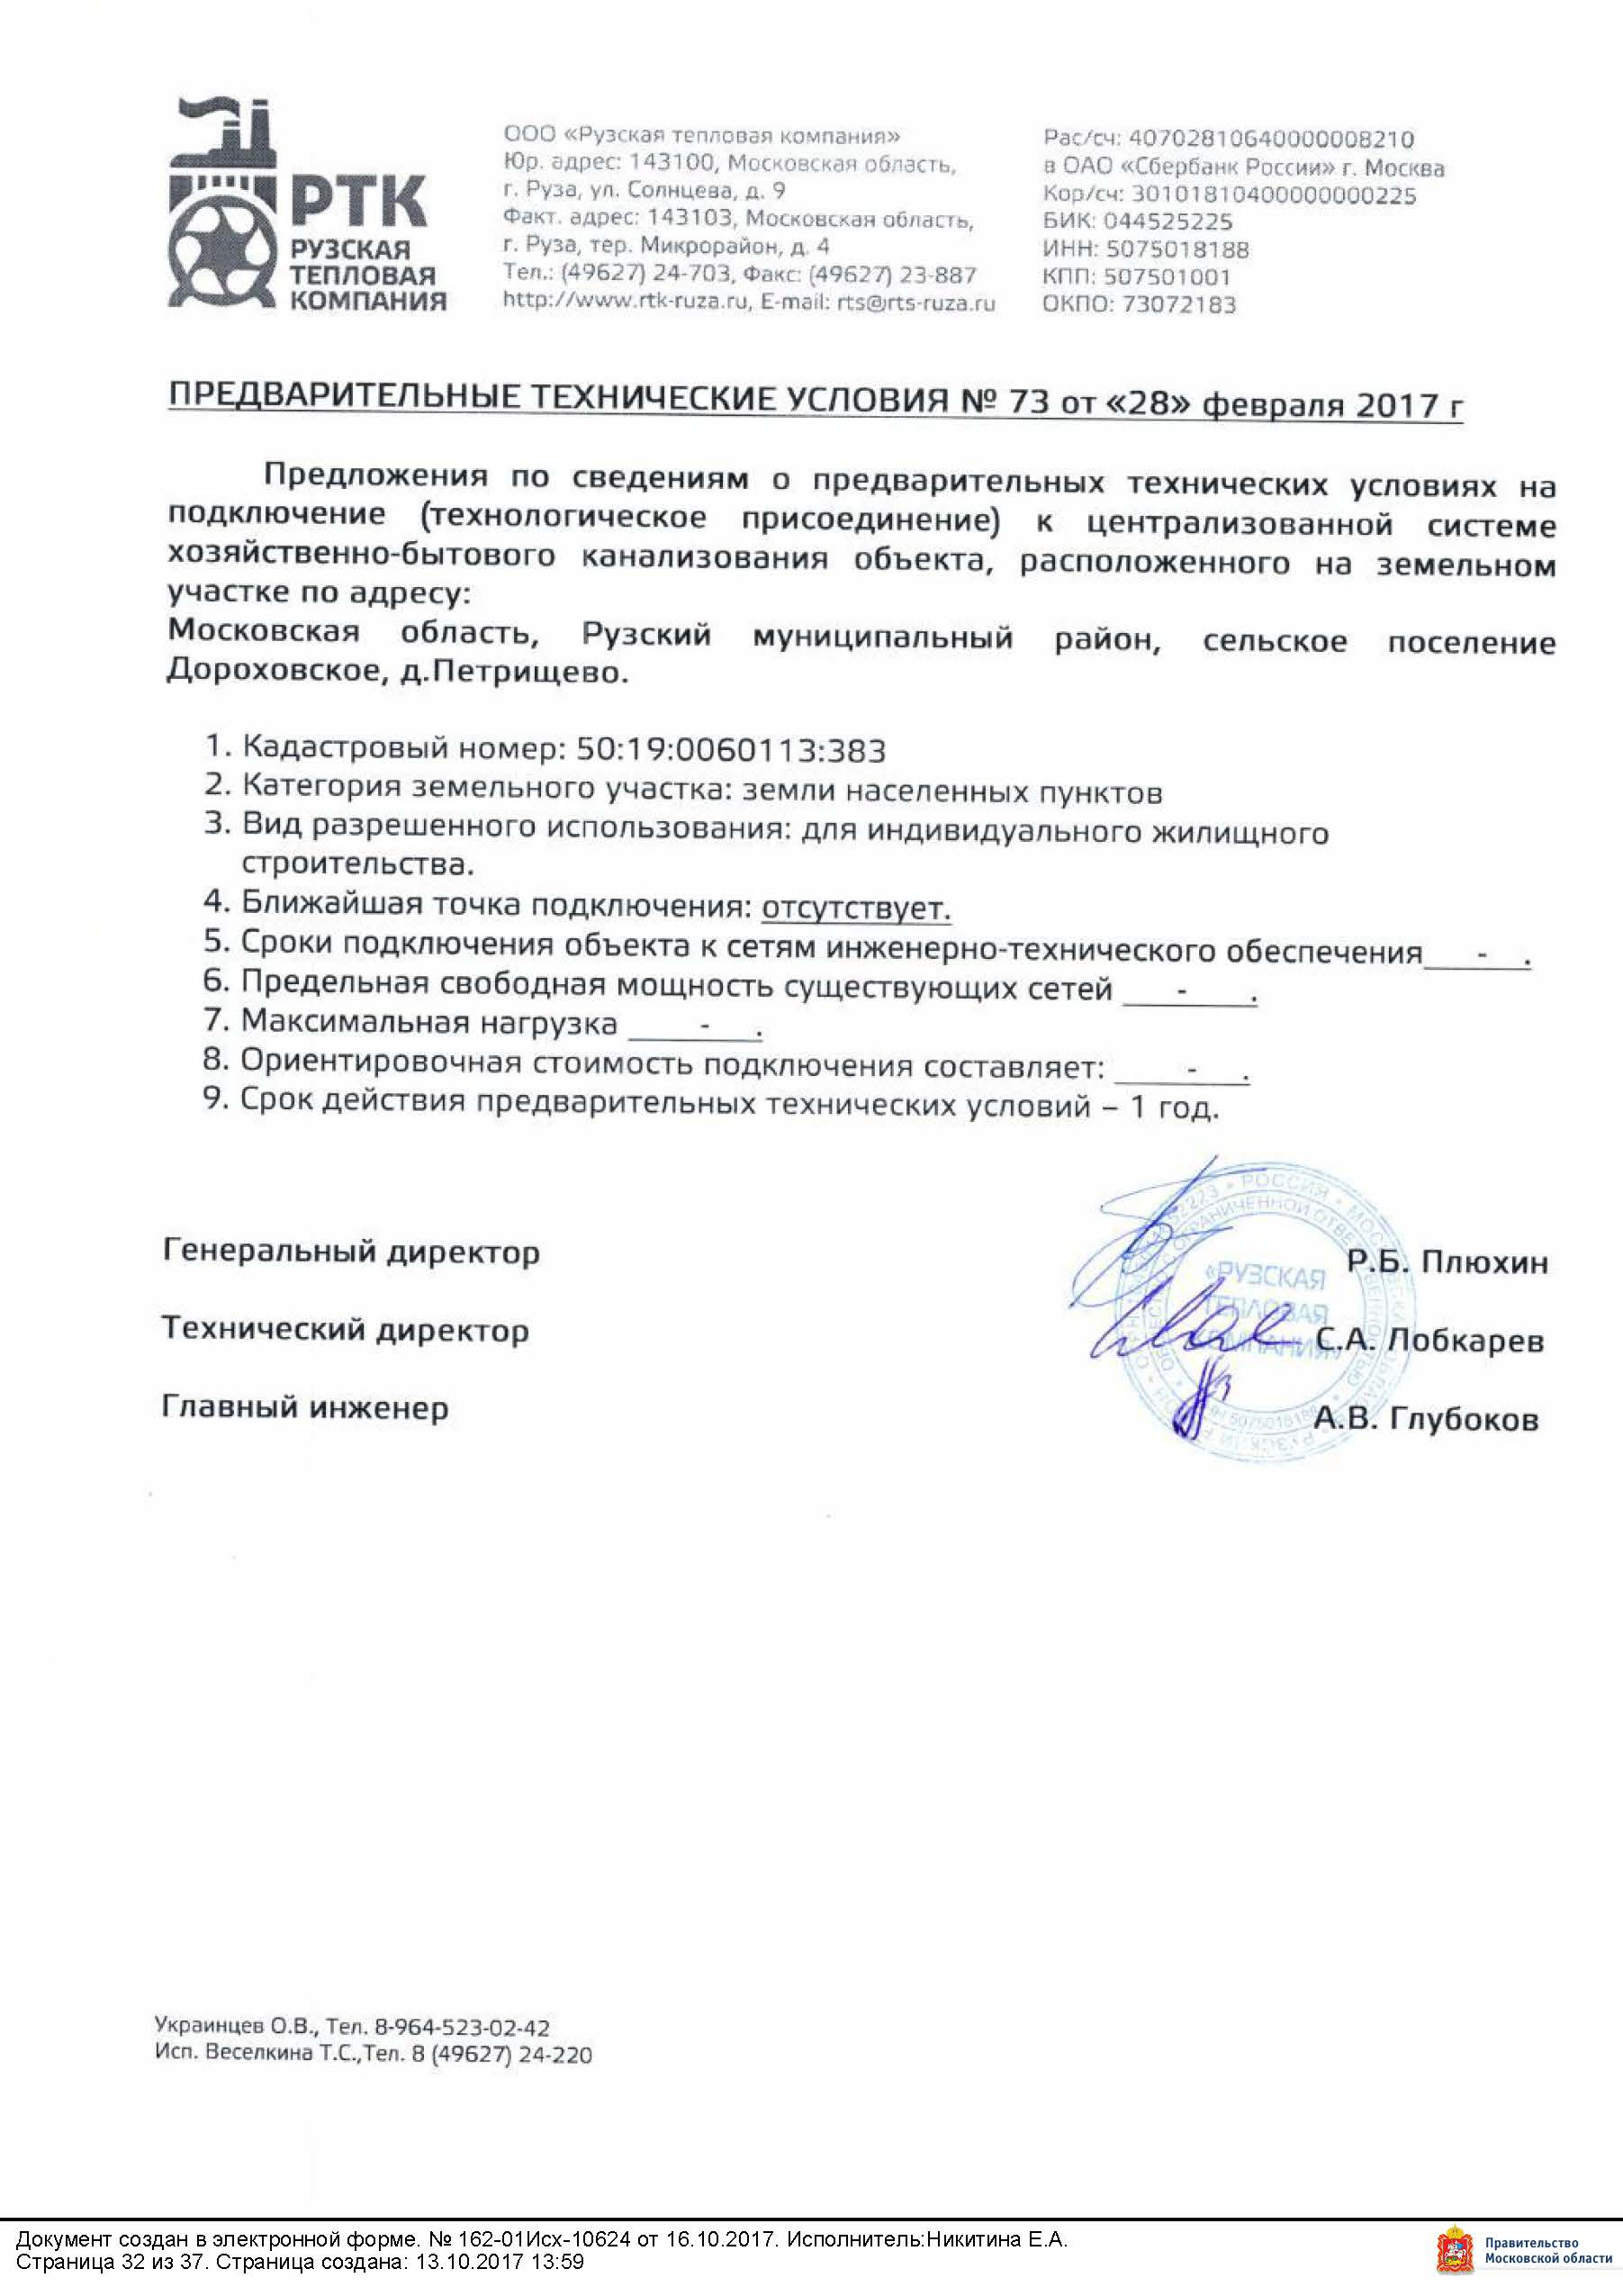 РТК
РУЗСКАЯ
ТЕПЛОВАЯ
КОМПАНИЯ
ООО «Рузская тепловая компания»
Юр. адрес: 143100, Московская область,
г. Руза, ул. Солнцева, д. 9
Факт. адрес: 143103, Московская область,
г. Руза, тер. Микрорайон, д. 4
Тел.: (49627) 24-703, Факс: (49627) 23-887
http://www.rtk-ruza.ru, E-mail: rts@rts-ruza.ru
Рас/сч: 40702810640000008210
в ОАО «Сбербанк России» г. Москва
Кор/сч: 30101810400000000225
БИК: 044525225
ИНН: 5075018188
КПП: 507501001
ОКПО: 73072183
ПРЕДВАРИТЕЛЬНЫЕ ТЕХНИЧЕСКИЕ УСЛОВИЯ № 73 от «28» февраля 2017 г
Предложения по сведениям о предварительных технических условиях на
подключение (технологическое присоединение) к централизованной системе
хозяйственно-бытового канализования объекта, расположенного на земельном
участке по адресу:
Московская область, Рузский муниципальный район, сельское поселение
Дороховское, д.Петрищево.
1. Кадастровый номер: 50:19:0060113:383
2. Категория земельного участка: земли населенных пунктов
3. Вид разрешенного использования: для индивидуального жилищного
строительства.
4. Ближайшая точка подключения: отсутствует.
5. Сроки подключения объекта к сетям инженерно-технического обеспечения - .
6. Предельная свободная мощность существующих сетей - .
7. Максимальная нагрузка - .
8. Ориентировочная стоимость подключения составляет: - .
9. Срок действия предварительных технических условий – 1 год.
Генеральный директор Р.Б. Плюхин
Технический директор С.А. Лобкарев
Главный инженер А.В. Глубоков
«РУЗСКАЯ
ТЕПЛОВАЯ
КОМПАНИЯ»
Украинцев О.В., Тел. 8-964-523-02-42
Исп. Веселкина Т.С.,Тел. 8 (49627) 24-220
Документ создан в электронной форме. № 162-01Исх-10624 от 16.10.2017. Исполнитель:Никитина Е.А.
Страница 32 из 37. Страница создана: 13.10.2017 13:59
Правительство
Московской области